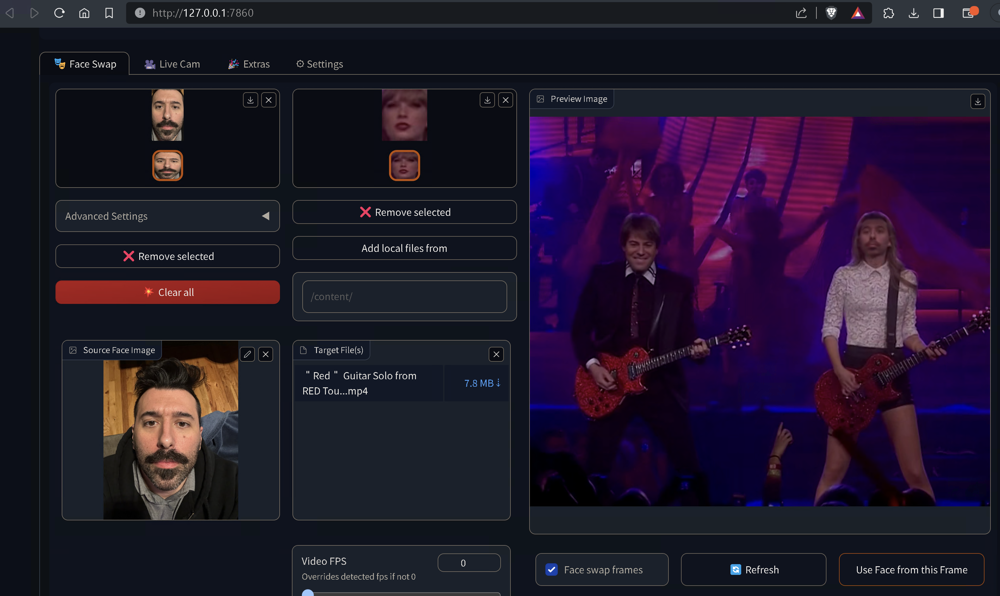 http://127.0.0.1:7860
Face Swap
Live Cam
Extras
Settings
Preview Image
Advanced Settings
Remove selected
Remove selected
Add local files from
Clear all
/content/
Source Face Image
Target File(s)
" Red " Guitar Solo from
RED Tou...mp4
7.8 MB
Video FPS
0
Overrides detected fps if not 0
Face swap frames
Refresh
Use Face from this Frame